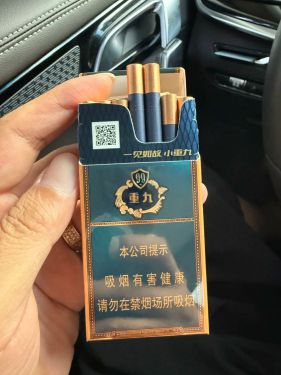 一见如故 小重九
99
重九
本公司提示
吸烟有害健康
请勿在禁烟场所吸烟